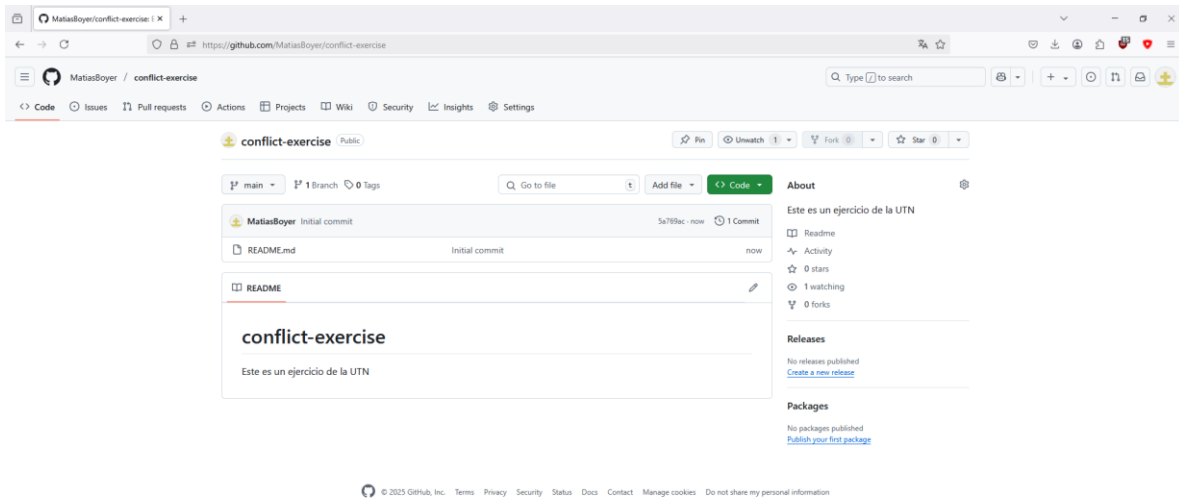 MatiasBoyer/conflict-exercise: E
https://github.com/MatiasBoyer/conflict-exercise
MatiasBoyer / conflict-exercise
Type / to search
Code Issues Pull requests Actions Projects Wiki Security Insights Settings
conflict-exercise Public
Pin Unwatch 1 Fork 0 Star 0
main 1 Branch 0 Tags Go to file t Add file Code
About
Este es un ejercicio de la UTN
MatiasBoyer Initial commit 5a789ac · now 1 Commit
README.md Initial commit now
Readme
Activity
0 stars
1 watching
0 forks
README
conflict-exercise
Este es un ejercicio de la UTN
Releases
No releases published
Create a new release
Packages
No packages published
Publish your first package
© 2025 GitHub, Inc. Terms Privacy Security Status Docs Contact Manage cookies Do not share my personal information